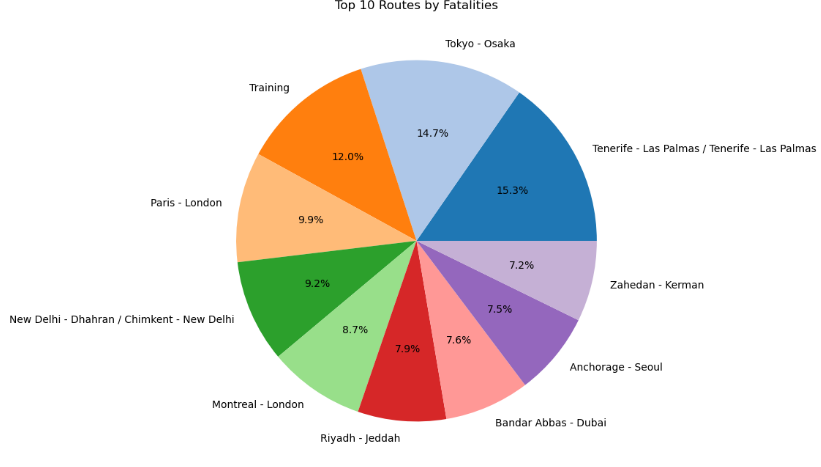 Top 10 Routes by Fatalities
Tokyo - Osaka
Training
14.7%
Tenerife - Las Palmas / Tenerife - Las Palmas
12.0%
15.3%
Paris - London
9.9%
7.2%
9.2%
Zahedan - Kerman
7.5%
New Delhi - Dhahran / Chimkent - New Delhi
8.7%
7.6%
7.9%
Anchorage - Seoul
Montreal - London
Bandar Abbas - Dubai
Riyadh - Jeddah